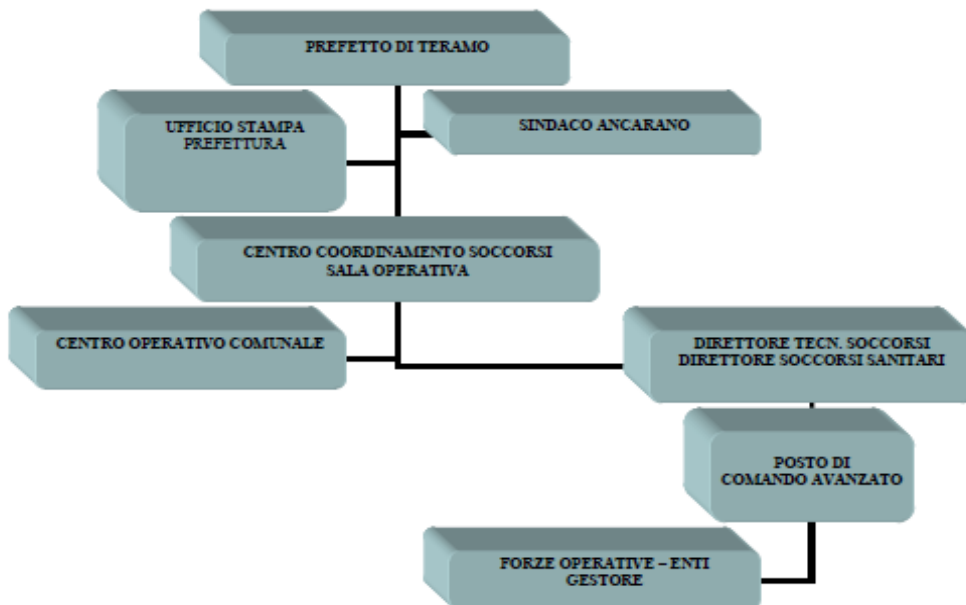 PREFETTO DI TERAMO
UFFICIO STAMPA
PREFETTURA
SINDACO ANCARANO
CENTRO COORDINAMENTO SOCCORSI
SALA OPERATIVA
CENTRO OPERATIVO COMUNALE
DIRETTORE TECN. SOCCORSI
DIRETTORE SOCCORSI SANITARI
POSTO DI
COMANDO AVANZATO
FORZE OPERATIVE – ENTI
GESTORE